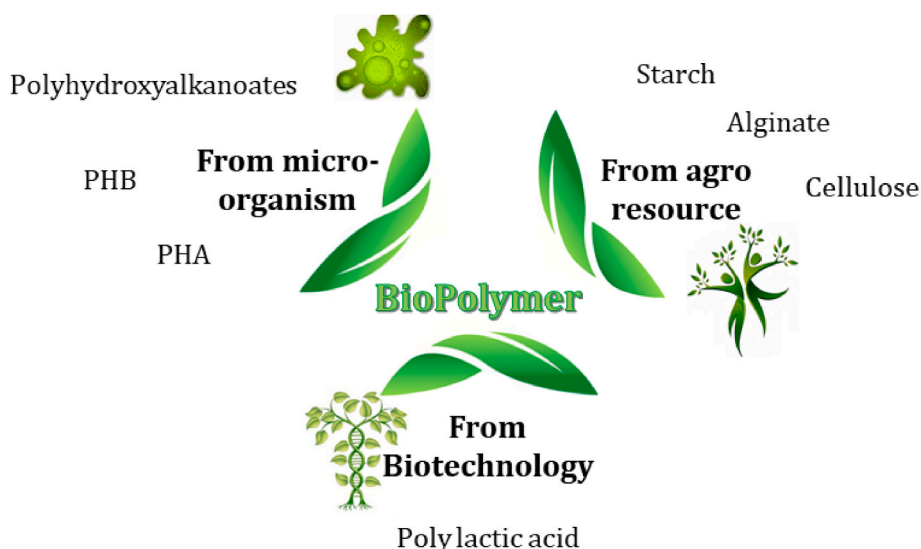 Polyhydroxyalkanoates
PHB
PHA
From micro-
organism
Starch
Alginate
Cellulose
From agro
resource
BioPolymer
From
Biotechnology
Poly lactic acid